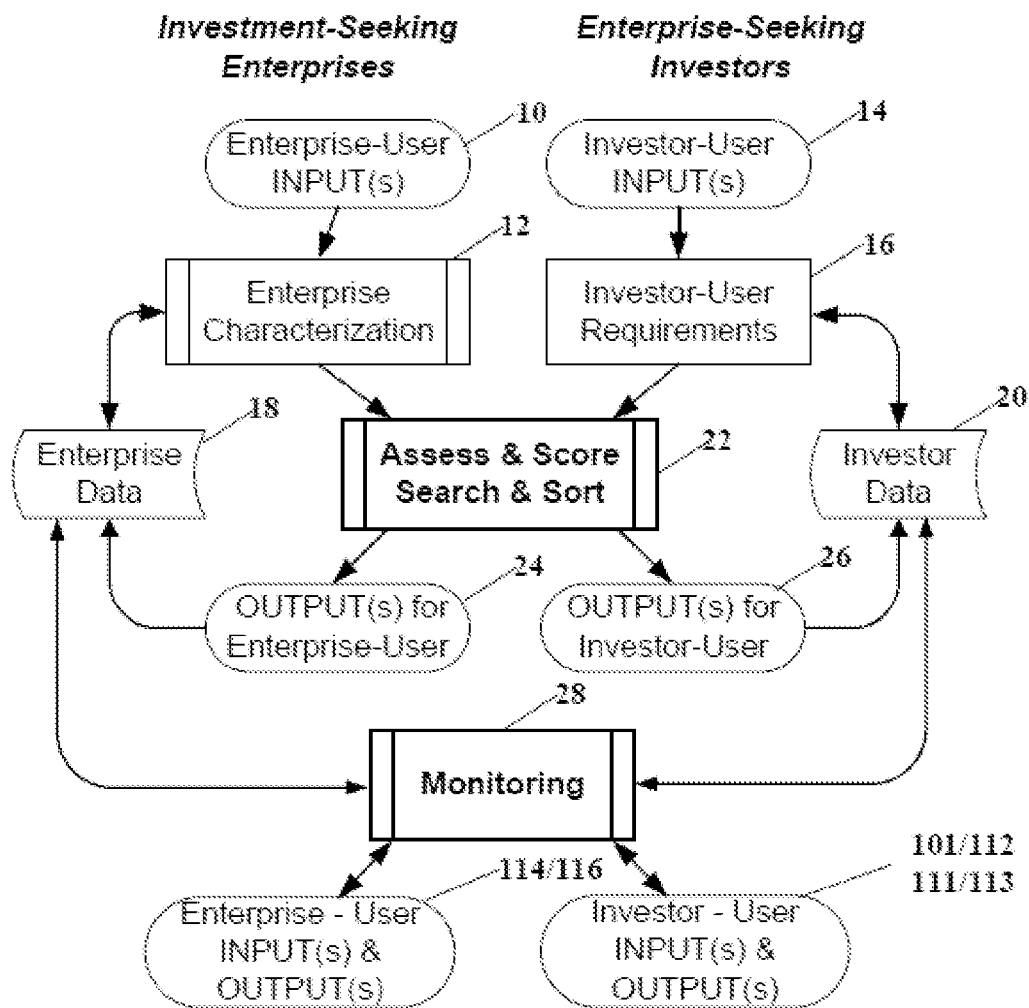 Investment-Seeking
Enterprises
Enterprise-Seeking
Investors
10
14
Enterprise-User
INPUT(s)
Investor-User
INPUT(s)
12
16
Enterprise
Characterization
Investor-User
Requirements
18
20
Enterprise
Data
Assess & Score
Search & Sort
22
Investor
Data
24
26
OUTPUT(s) for
Enterprise-User
OUTPUT(s) for
Investor-User
28
Monitoring
114/116
101/112
111/113
Enterprise - User
INPUT(s) &
OUTPUT(s)
Investor - User
INPUT(s) &
OUTPUT(s)